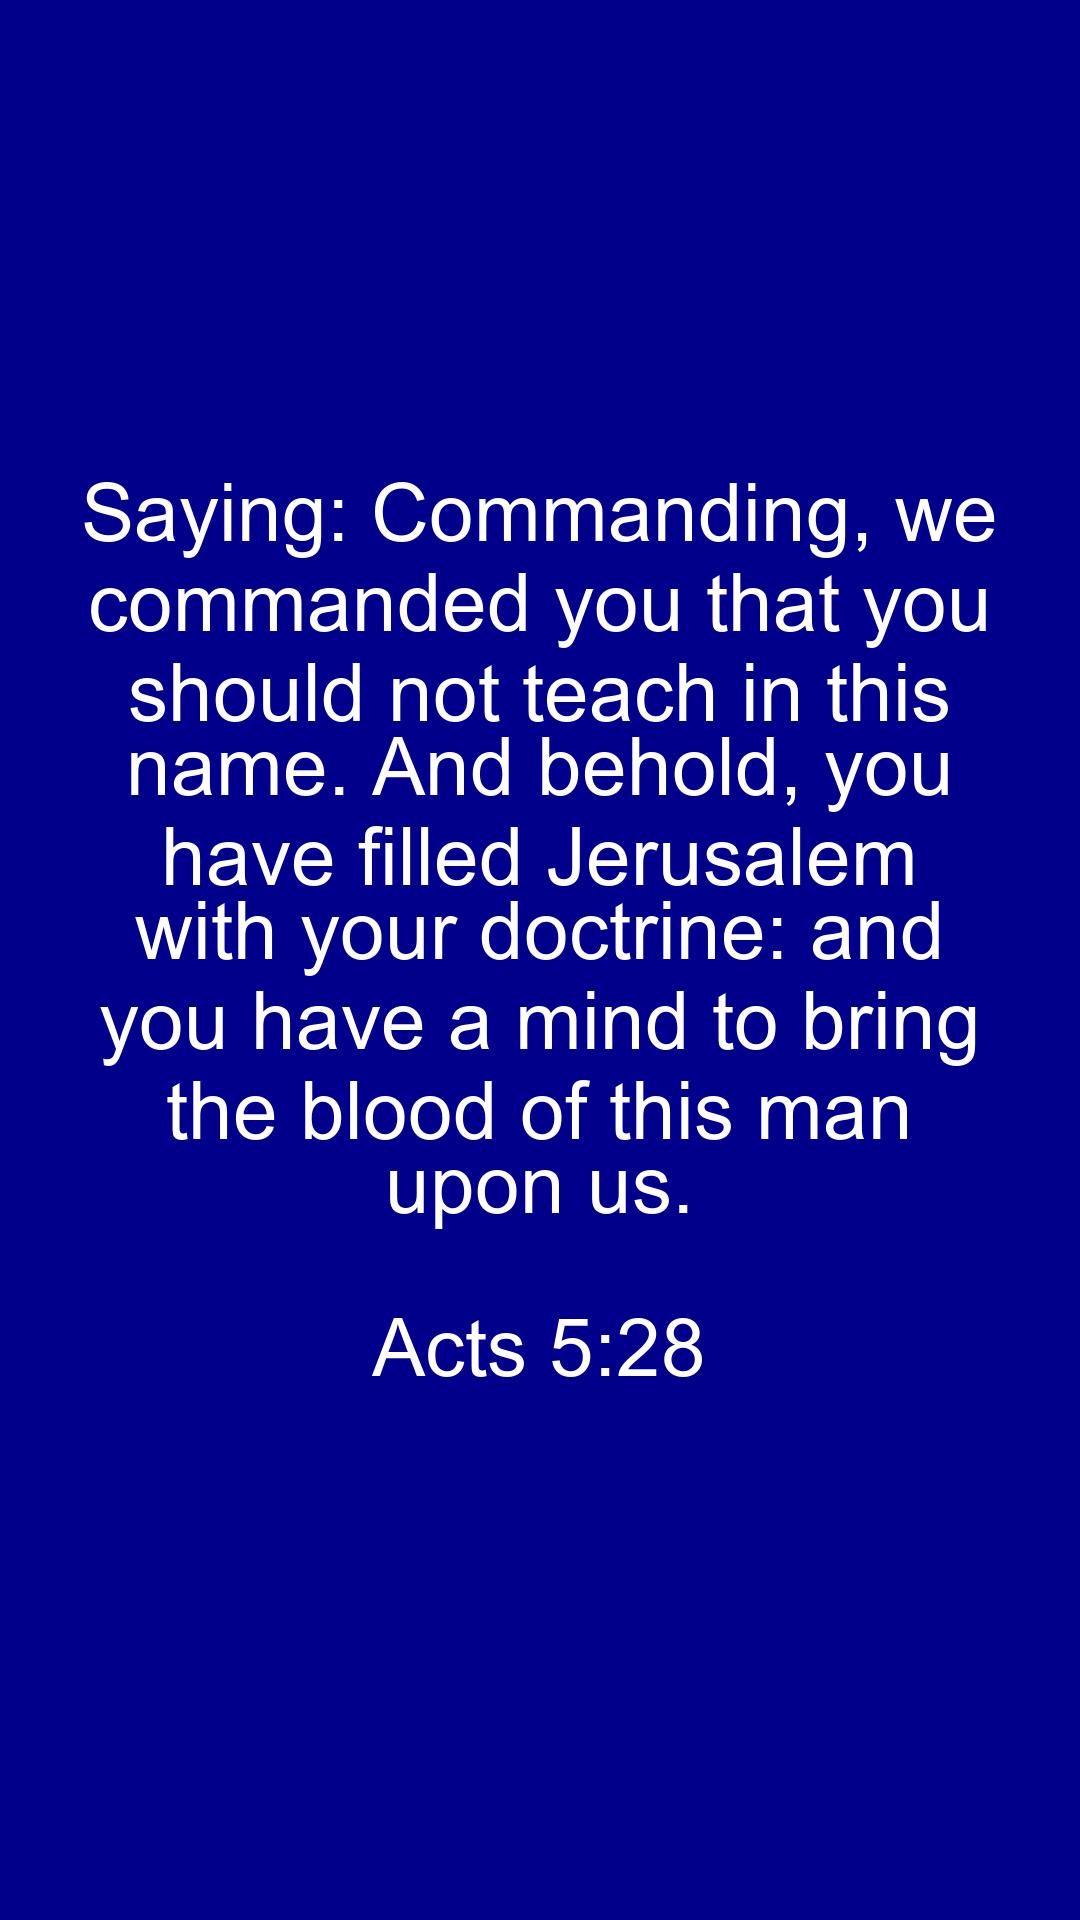 Saying: Commanding, we
commanded you that you
should not teach in this
name. And behold, you
have filled Jerusalem
with your doctrine: and
you have a mind to bring
the blood of this man
upon us.
Acts 5:28